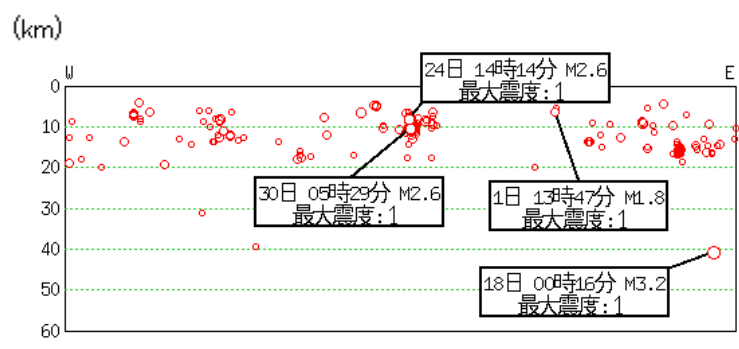 (km)
W
E
0
10
20
30
40
50
60
24日 14時14分 M2.6
最大震度:1
30日 05時29分 M2.6
最大震度:1
1日 13時47分 M1.8
最大震度:1
18日 00時16分 M3.2
最大震度:1